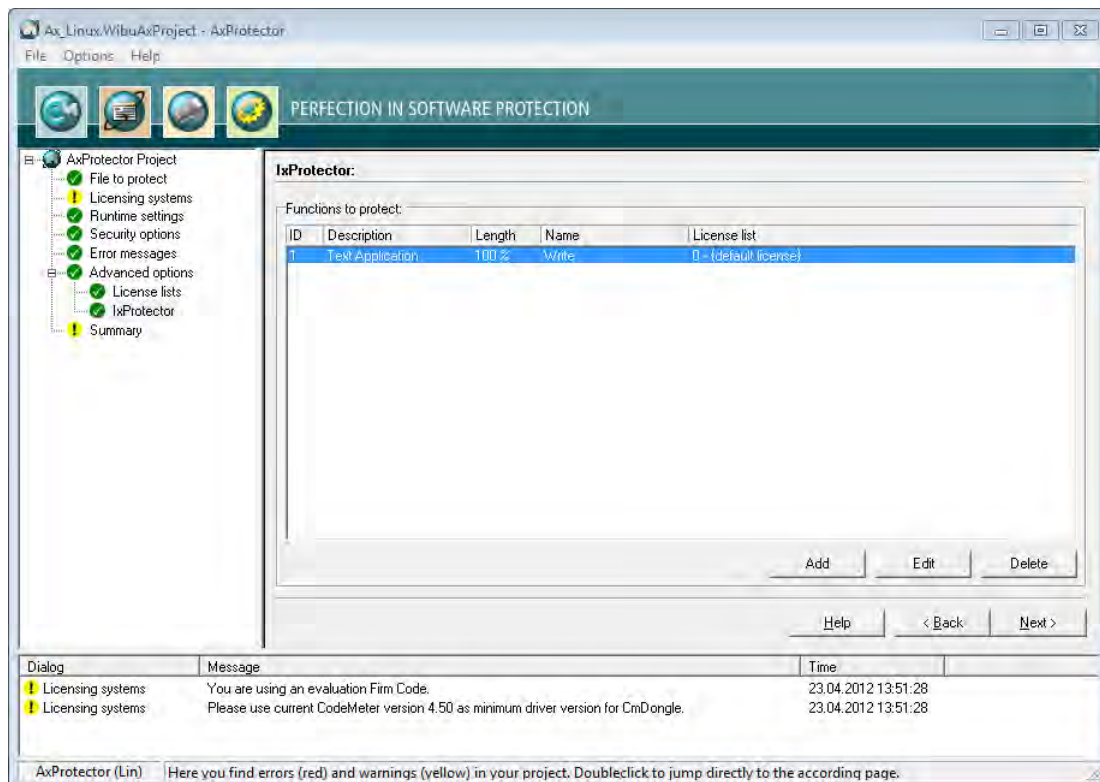 Ax_Linux.WibuAxProject - AxProtector
File Options Help
PERFECTION IN SOFTWARE PROTECTION
AxProtector Project
File to protect
Licensing systems
Runtime settings
Security options
Error messages
Advanced options
License lists
IxProtector
Summary
IxProtector:
Functions to protect:
ID Description Length Name License list
1 Text Application 100 % Write 0 - (default license)
Add Edit Delete
Help < Back Next >
Dialog Message Time
Licensing systems You are using an evaluation Firm Code. 23.04.2012 13:51:28
Licensing systems Please use current CodeMeter version 4.50 as minimum driver version for CmDongle. 23.04.2012 13:51:28
AxProtector (Lin) Here you find errors (red) and warnings (yellow) in your project. Doubleclick to jump directly to the according page.